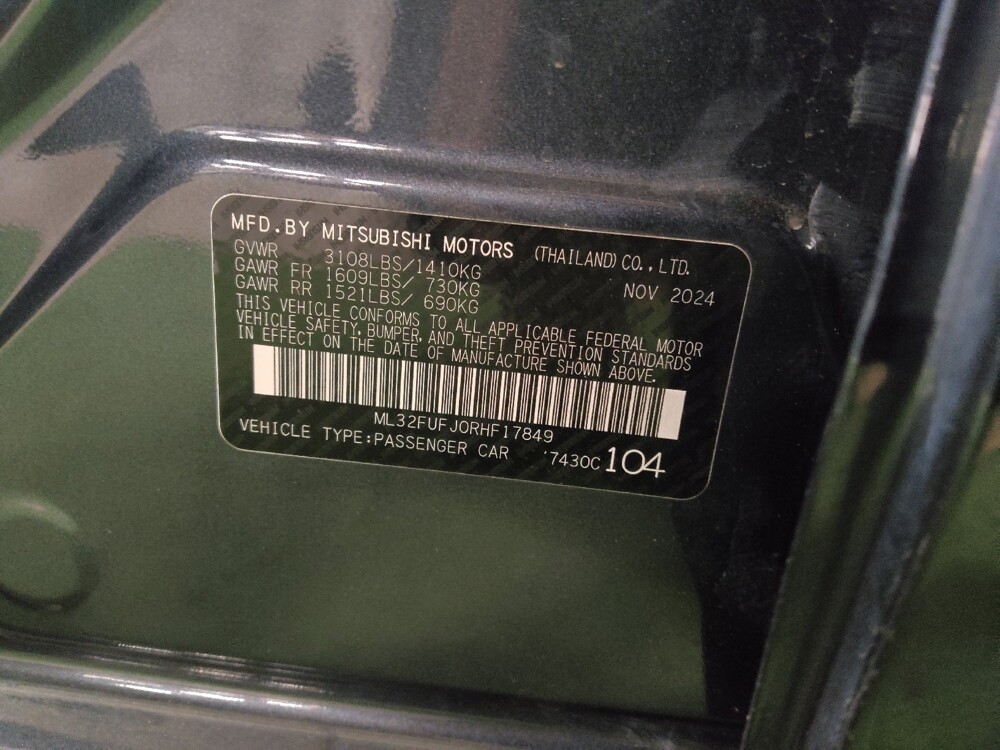 MFD.BY MITSUBISHI MOTORS (THAILAND) CO., LTD.
GVWR 3108LBS/1410KG
GAWR FR 1609LBS/ 730KG NOV 2024
GAWR RR 1521LBS/ 690KG
THIS VEHICLE CONFORMS TO ALL APPLICABLE FEDERAL MOTOR
VEHICLE SAFETY, BUMPER, AND THEFT PREVENTION STANDARDS
IN EFFECT ON THE DATE OF MANUFACTURE SHOWN ABOVE.
ML32FUFJ0RHF17849
VEHICLE TYPE:PASSENGER CAR '7430C 104